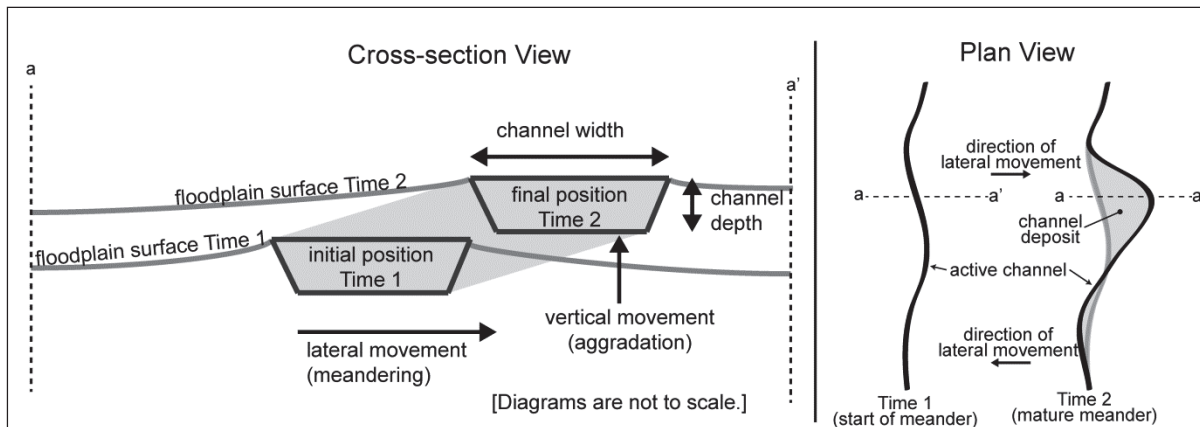 Cross-section View
a
a'
channel width
floodplain surface Time 2
final position
Time 2
channel
depth
floodplain surface Time 1
initial position
Time 1
vertical movement
(aggradation)
lateral movement
(meandering)
[Diagrams are not to scale.]
Plan View
direction of
lateral movement
a
a'
a
a'
channel
deposit
active channel
direction of
lateral movement
Time 1
(start of meander)
Time 2
(mature meander)